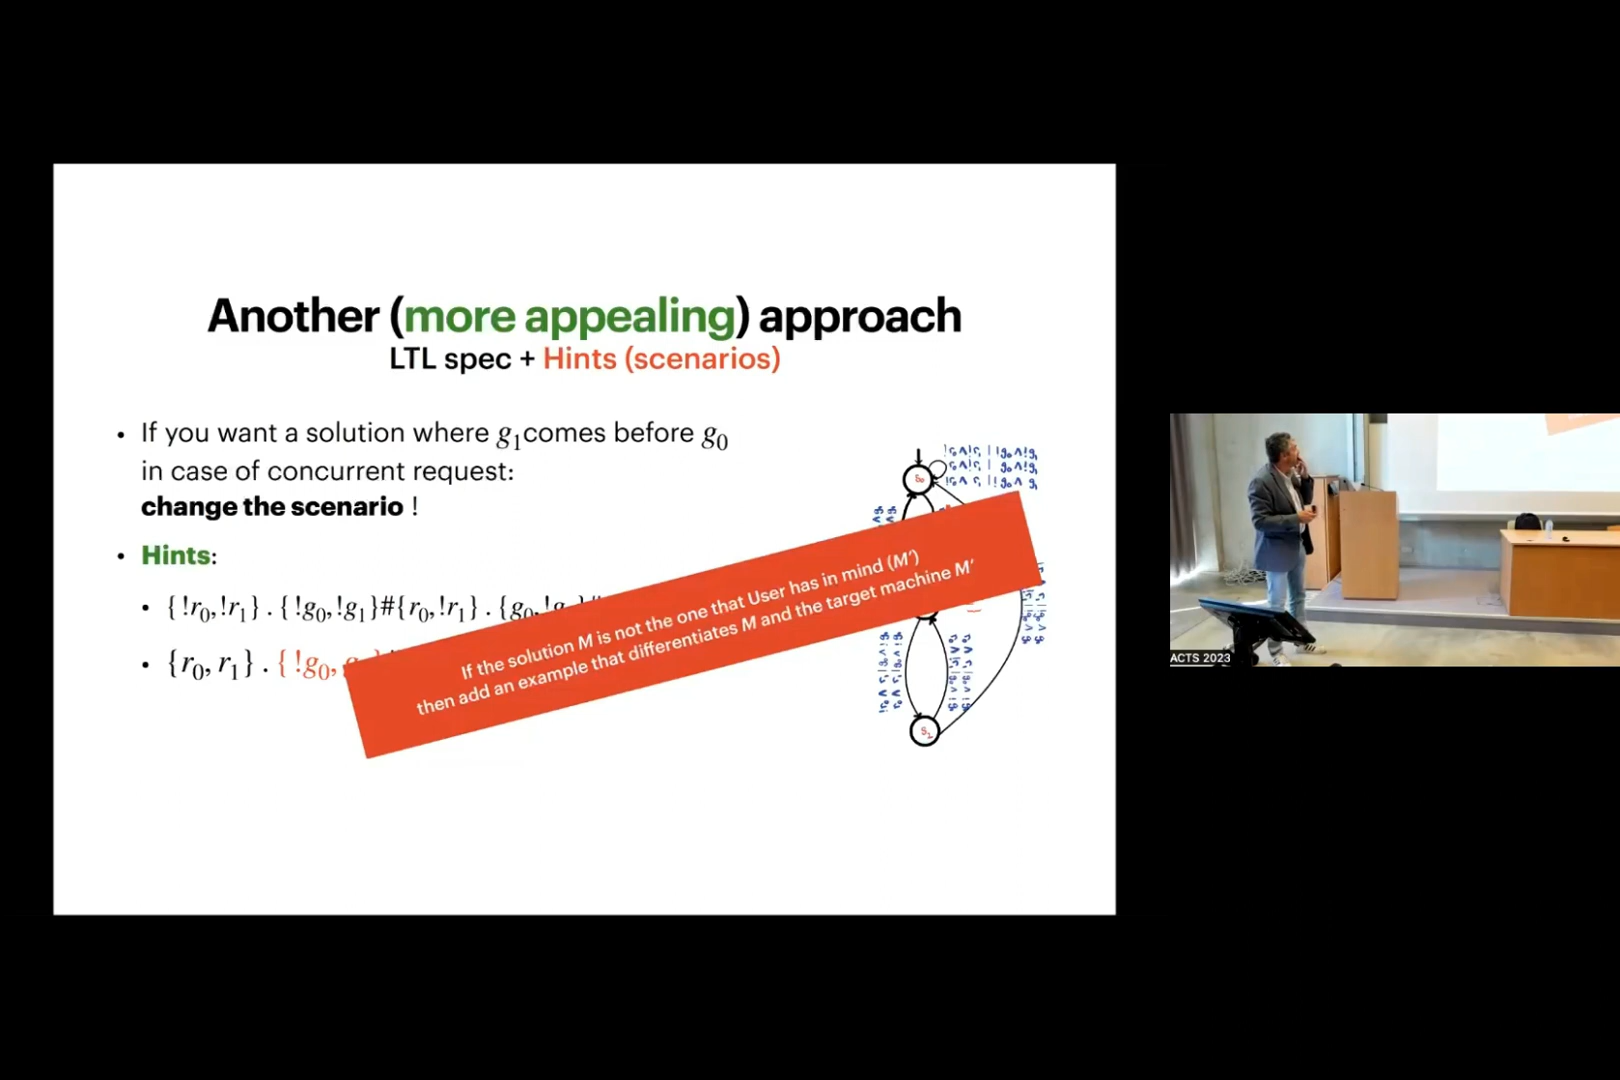 Another (more appealing) approach
LTL spec + Hints (scenarios)
• If you want a solution where g₁comes before g₀
in case of concurrent request:
change the scenario !
• Hints:
• {!r₀,!r₁} . {!g₀,!g₁}#{r₀,!r₁} . {g₀,!g
• {r₀, r₁} . {!g₀,
If the solution M is not the one that User has in mind (M′)
then add an example that differentiates M and the target machine M′
S₂
ACTS 2023